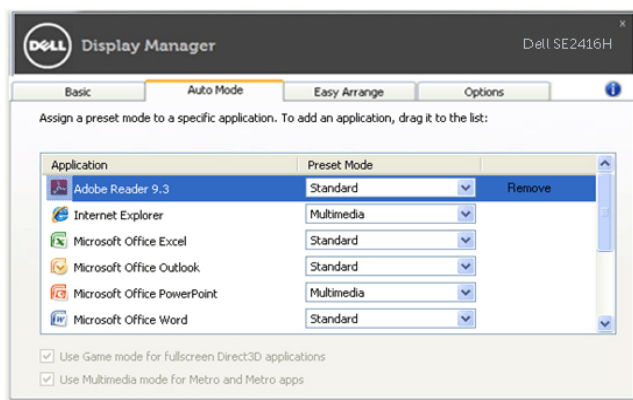 DELL Display Manager Dell SE2416H
Basic Auto Mode Easy Arrange Options
Assign a preset mode to a specific application. To add an application, drag it to the list:
Application Preset Mode
Adobe Reader 9.3 Standard Remove
Internet Explorer Multimedia
Microsoft Office Excel Standard
Microsoft Office Outlook Standard
Microsoft Office PowerPoint Multimedia
Microsoft Office Word Standard
Use Game mode for fullscreen Direct3D applications
Use Multimedia mode for Metro and Metro apps